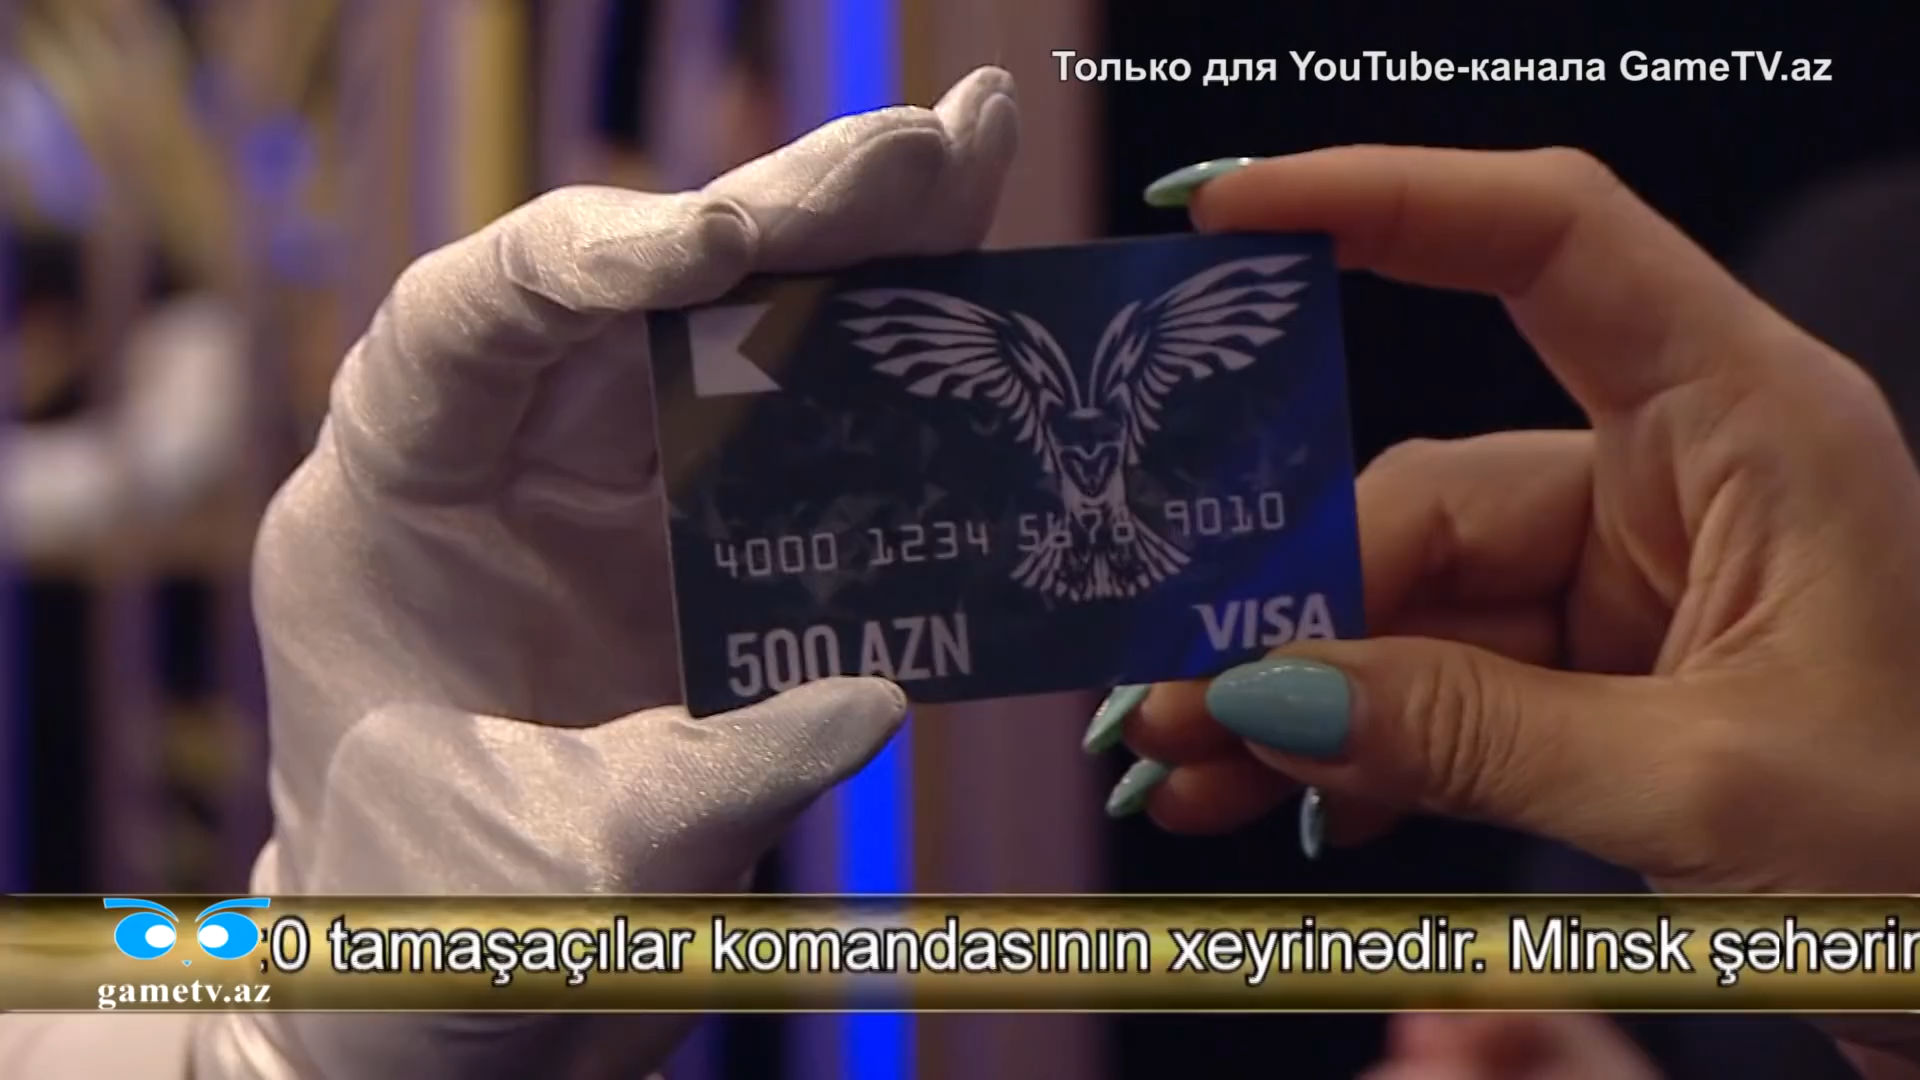 Только для YouTube-канала GameTV.az
4000 1234 5678 9010
500 AZN
VISA
:0 tamaşaçılar komandasının xeyrinədir. Minsk şəhərin
gametv.az